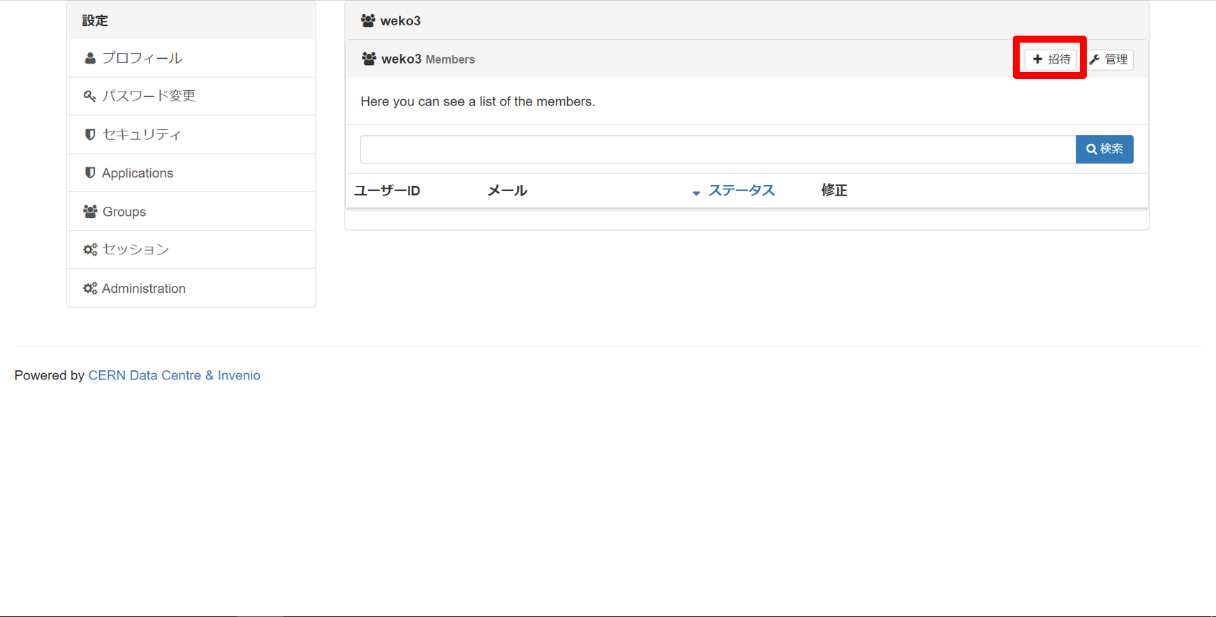 設定
プロフィール
パスワード変更
セキュリティ
Applications
Groups
セッション
Administration
weko3
weko3 Members
招待
管理
Here you can see a list of the members.
検索
ユーザーID メール ステータス 修正
Powered by CERN Data Centre & Invenio